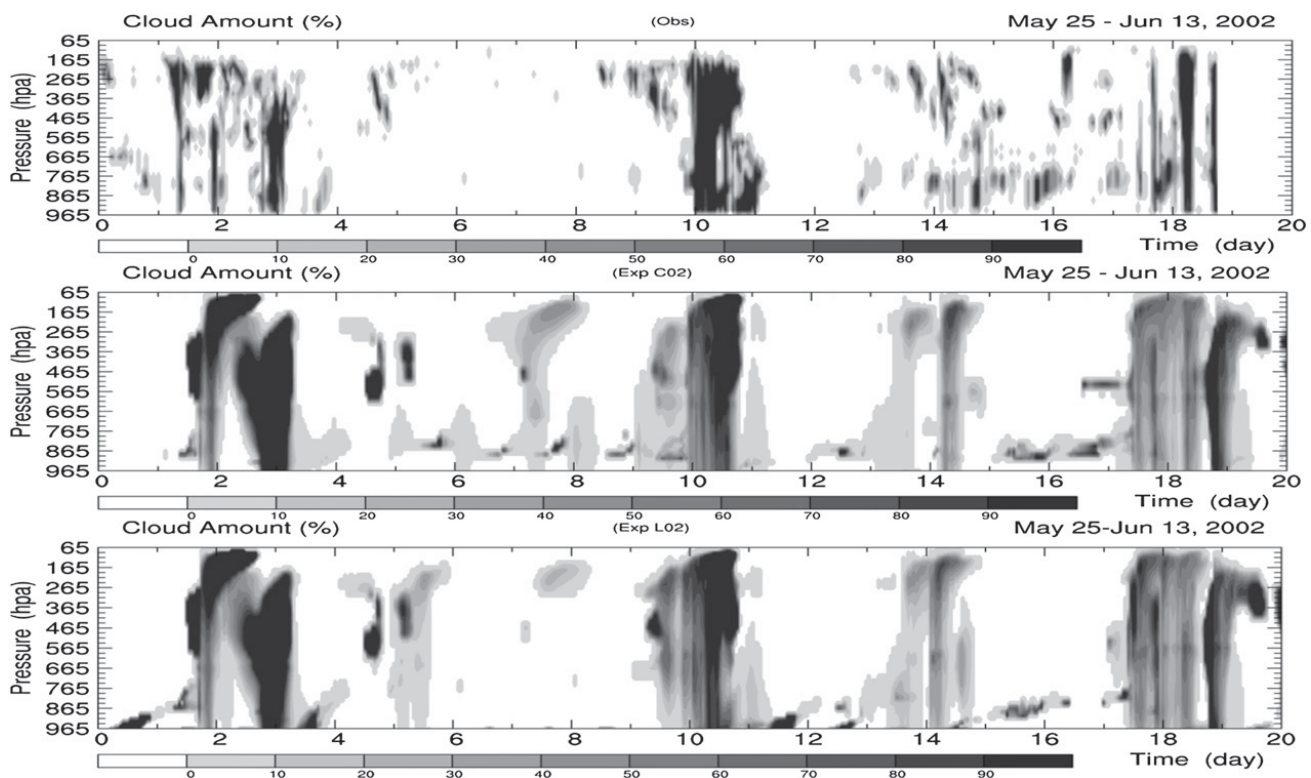 Cloud Amount (%) (Obs) May 25 - Jun 13, 2002
Pressure (hpa)
65
165
265
365
465
565
665
765
865
965
0 2 4 6 8 10 12 14 16 18 20
Time (day)
0 10 20 30 40 50 60 70 80 90
Cloud Amount (%) (Exp C02) May 25 - Jun 13, 2002
Pressure (hpa)
65
165
265
365
465
565
665
765
865
965
0 2 4 6 8 10 12 14 16 18 20
Time (day)
0 10 20 30 40 50 60 70 80 90
Cloud Amount (%) (Exp L02) May 25-Jun 13, 2002
Pressure (hpa)
65
165
265
365
465
565
665
765
865
965
0 2 4 6 8 10 12 14 16 18 20
Time (day)
0 10 20 30 40 50 60 70 80 90